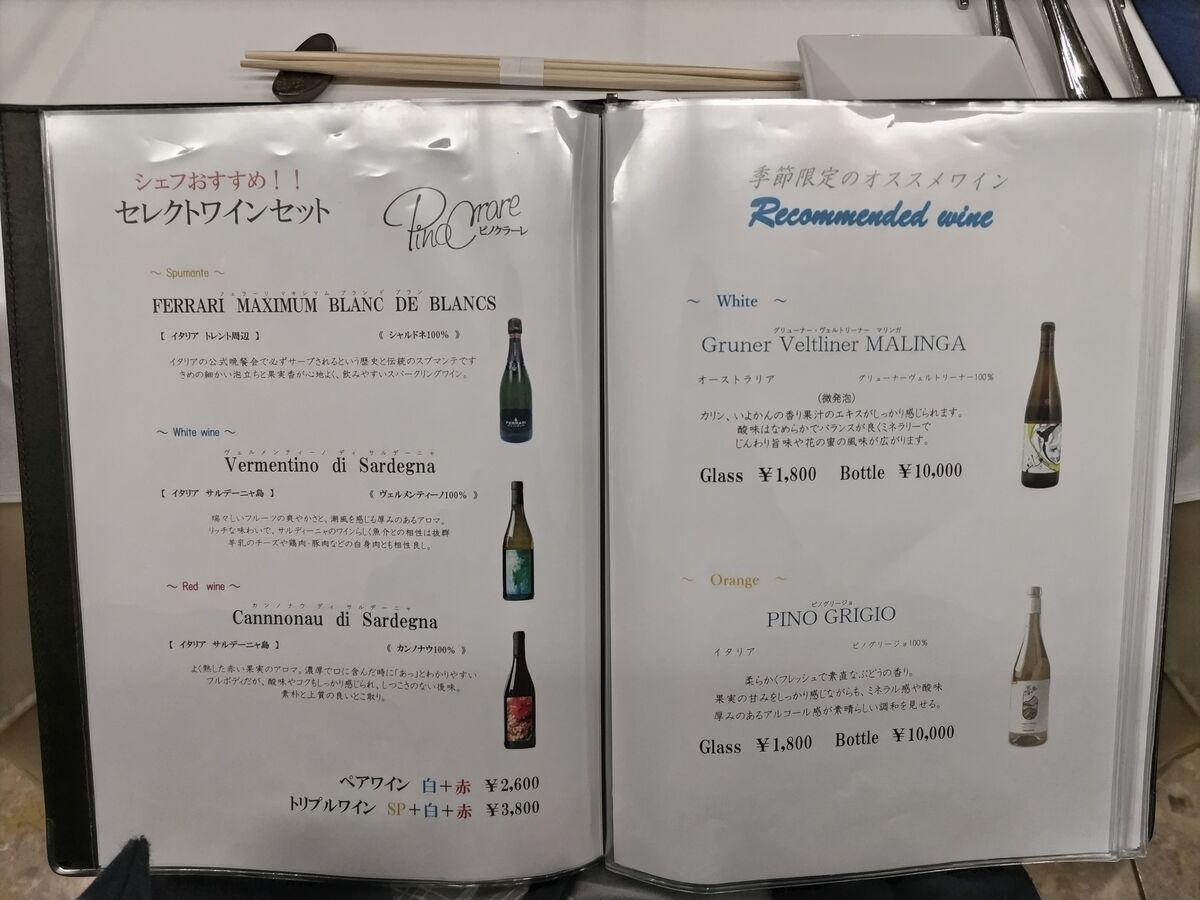 シェフおすすめ！！
セレクトワインセット
PinoCrare
ピノクラーレ
～ Spumante ～
フェラーリ マキシマム ブラン ド ブラン
FERRARI MAXIMUM BLANC DE BLANCS
【 イタリア トレント周辺 】 《 シャルドネ100% 》
イタリアの公式晩餐会で必ずサーブされるという歴史と伝統のスプマンテです
きめの細かい泡立ちと果実香が心地よく、飲みやすいスパークリングワイン。
FERRARI
～ White wine ～
ヴェルメンティーノ ディ サルデーニャ
Vermentino di Sardegna
【 イタリア サルデーニャ島 】 《 ヴェルメンティーノ100% 》
瑞々しいフルーツの爽やかさと、潮風を感じる厚みのあるアロマ。
リッチな味わいで、サルディーニャのワインらしく魚介との相性は抜群
羊乳のチーズや鶏肉・豚肉などの白身肉とも相性良し。
～ Red wine ～
カンノナウ ディ サルデーニャ
Cannnonau di Sardegna
【 イタリア サルデーニャ島 】 《 カンノナウ100% 》
よく熟した赤い果実のアロマ。濃厚で口に含んだ時に「あっ」とわかりやすい
フルボディだが、酸味やコクもしっかり感じられ、しつこさのない後味。
素朴と上質の良いとこ取り。
ペアワイン 白＋赤 ￥2,600
トリプルワイン SP＋白＋赤 ￥3,800
季節限定のオススメワイン
Recommended wine
～ White ～
グリューナー・ヴェルトリーナー マリンガ
Gruner Veltliner MALINGA
オーストラリア グリューナーヴェルトリーナー100%
（微発泡）
カリン、いよかんの香り果汁のエキスがしっかり感じられます。
酸味はなめらかでバランスが良くミネラリーで
じんわり旨味や花の蜜の風味が広がります。
Glass ￥1,800 Bottle ￥10,000
～ Orange ～
ピノグリージョ
PINO GRIGIO
イタリア ピノグリージョ100%
柔らかくフレッシュで素直なぶどうの香り。
果実の甘みをしっかり感じながらも、ミネラル感や酸味
厚みのあるアルコール感が素晴らしい調和を見せる。
Glass ￥1,800 Bottle ￥10,000